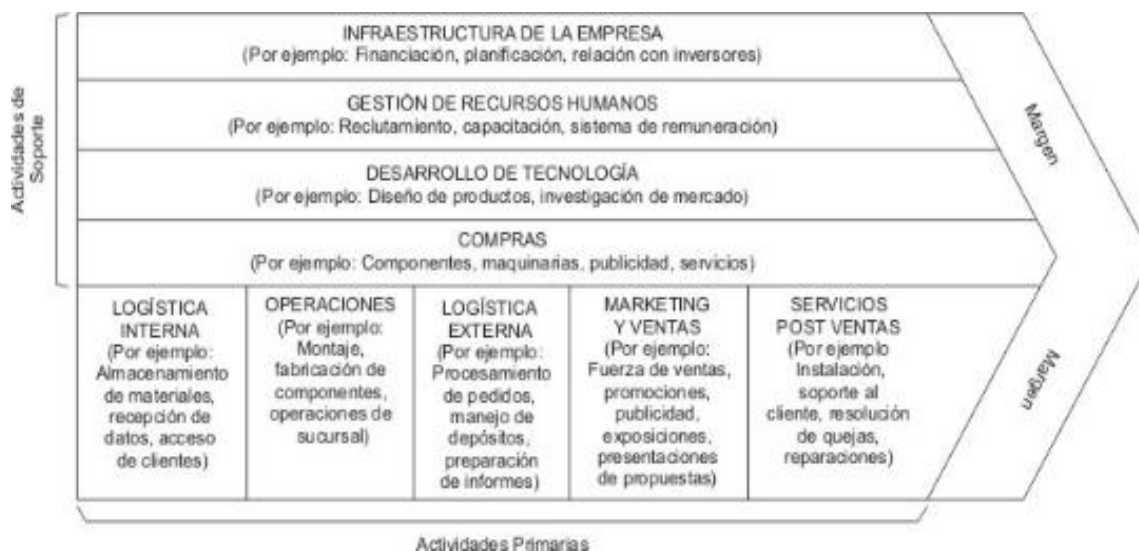 Actividades de
Soporte
INFRAESTRUCTURA DE LA EMPRESA
(Por ejemplo: Financiación, planificación, relación con inversores)
GESTIÓN DE RECURSOS HUMANOS
(Por ejemplo: Reclutamiento, capacitación, sistema de remuneración)
DESARROLLO DE TECNOLOGÍA
(Por ejemplo: Diseño de productos, investigación de mercado)
COMPRAS
(Por ejemplo: Componentes, maquinarias, publicidad, servicios)
Margen
LOGÍSTICA
INTERNA
(Por ejemplo:
Almacenamiento
de materiales,
recepción de
datos, acceso
de clientes)
OPERACIONES
(Por ejemplo:
Montaje,
fabricación de
componentes,
operaciones de
sucursal)
LOGÍSTICA
EXTERNA
(Por ejemplo:
Procesamiento
de pedidos,
manejo de
depósitos,
preparación
de informes)
MARKETING
Y VENTAS
(Por ejemplo:
Fuerza de ventas,
promociones,
publicidad,
exposiciones,
presentaciones
de propuestas)
SERVICIOS
POST VENTAS
(Por ejemplo
Instalación,
soporte al
cliente, resolución
de quejas,
reparaciones)
Margen
Actividades Primarias